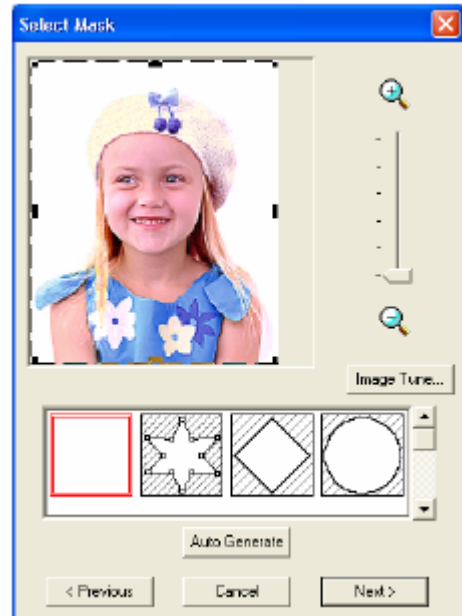 Select Mask
Image Tune...
Auto Generate
< Previous
Cancel
Next >